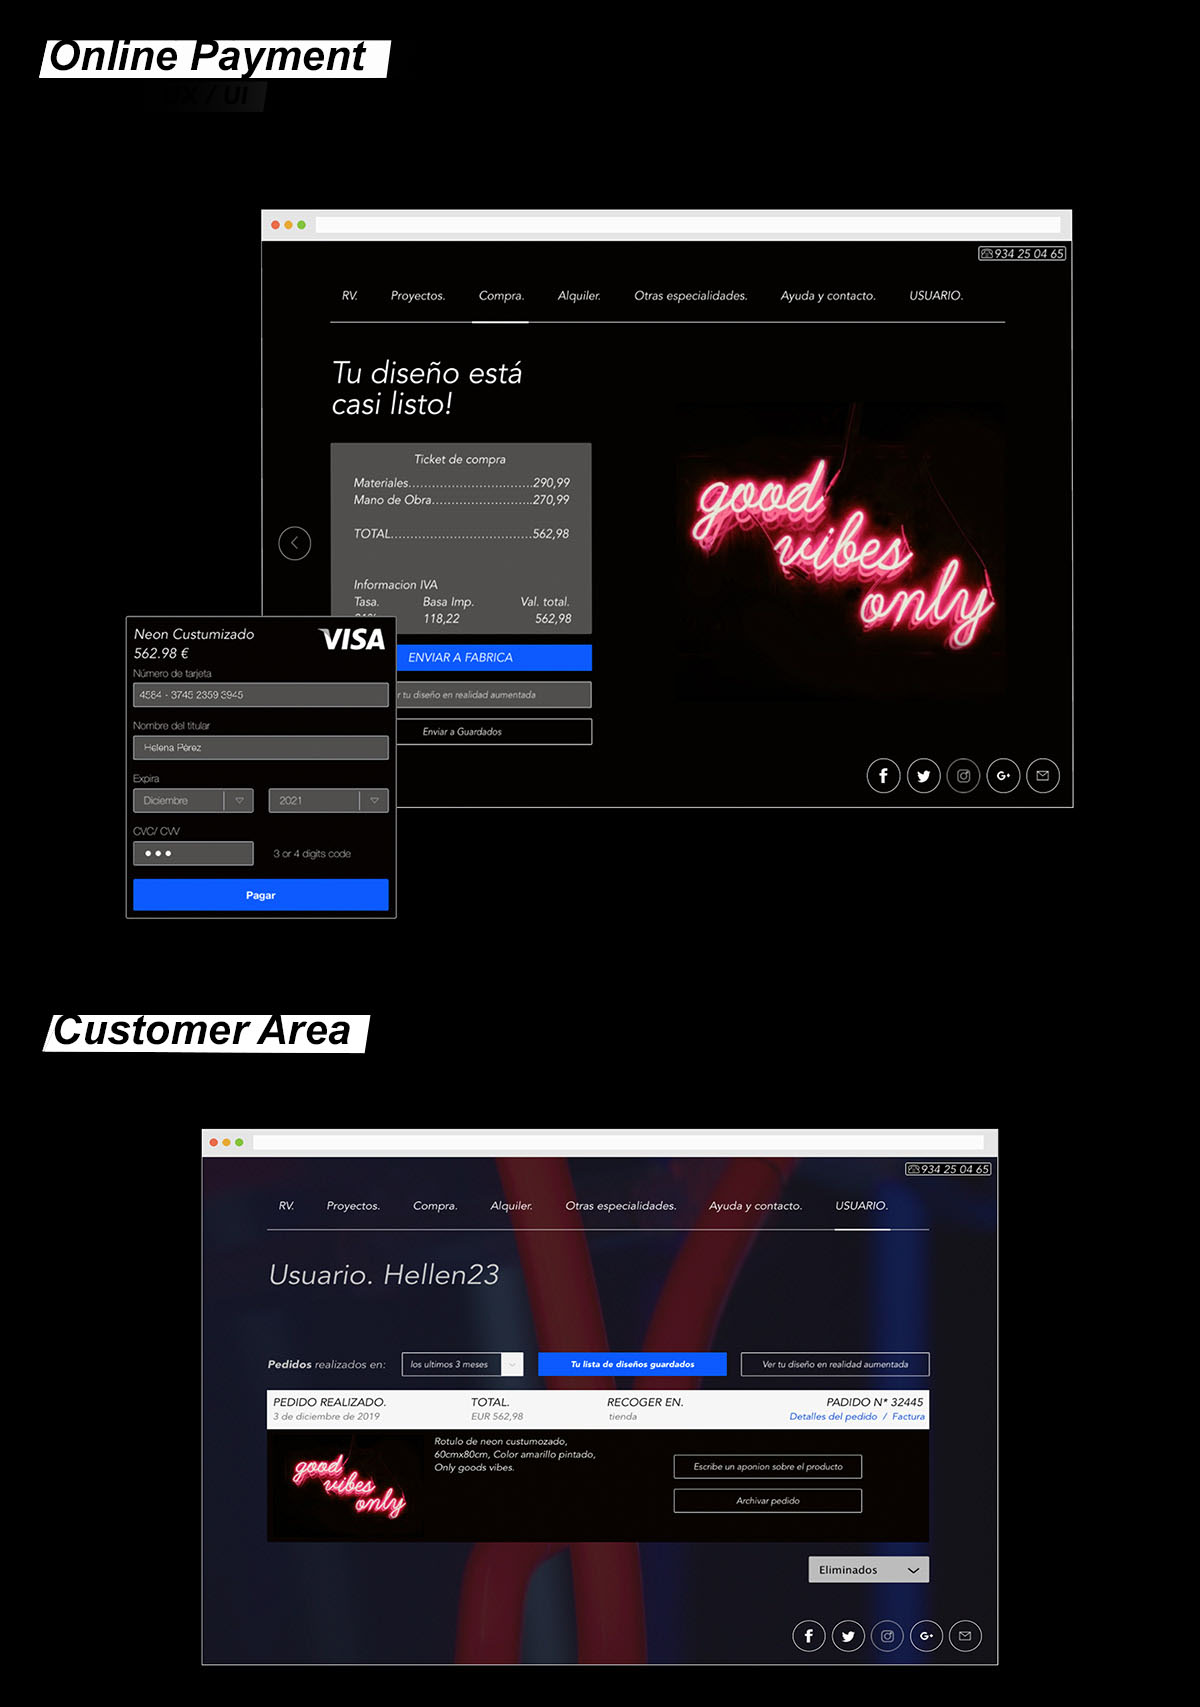 Online Payment
UX / UI
934 25 04 65
RV. Proyectos. Compra. Alquiler. Otras especialidades. Ayuda y contacto. USUARIO.
Tu diseño está
casi listo!
Ticket de compra
Materiales..............................290,99
Mano de Obra.........................270,99
TOTAL...................................562,98
Informacion IVA
Tasa. Basa Imp. Val. total.
21% 118,22 562,98
ENVIAR A FABRICA
r tu diseño en realidad aumentada
Enviar a Guardados
good
vibes
only
Neon Custumizado
VISA
562.98 €
Número de tarjeta
4584 - 3745 2359 3945
Nombre del titular
Helena Pérez
Expira
Diciembre 2021
CVC/ CVV
3 or 4 digits code
Pagar
Customer Area
934 25 04 65
RV. Proyectos. Compra. Alquiler. Otras especialidades. Ayuda y contacto. USUARIO.
Usuario. Hellen23
Pedidos realizados en: los ultimos 3 meses Tu lista de diseños guardados Ver tu diseño en realidad aumentada
PEDIDO REALIZADO. TOTAL. RECOGER EN. PADIDO N* 32445
3 de diciembre de 2019 EUR 562,98 tienda Detalles del pedido / Factura
good
vibes
only
Rotulo de neon custumozado,
60cmx80cm, Color amarillo pintado,
Only goods vibes.
Escribe un aponion sobre el producto
Archivar pedido
Eliminados